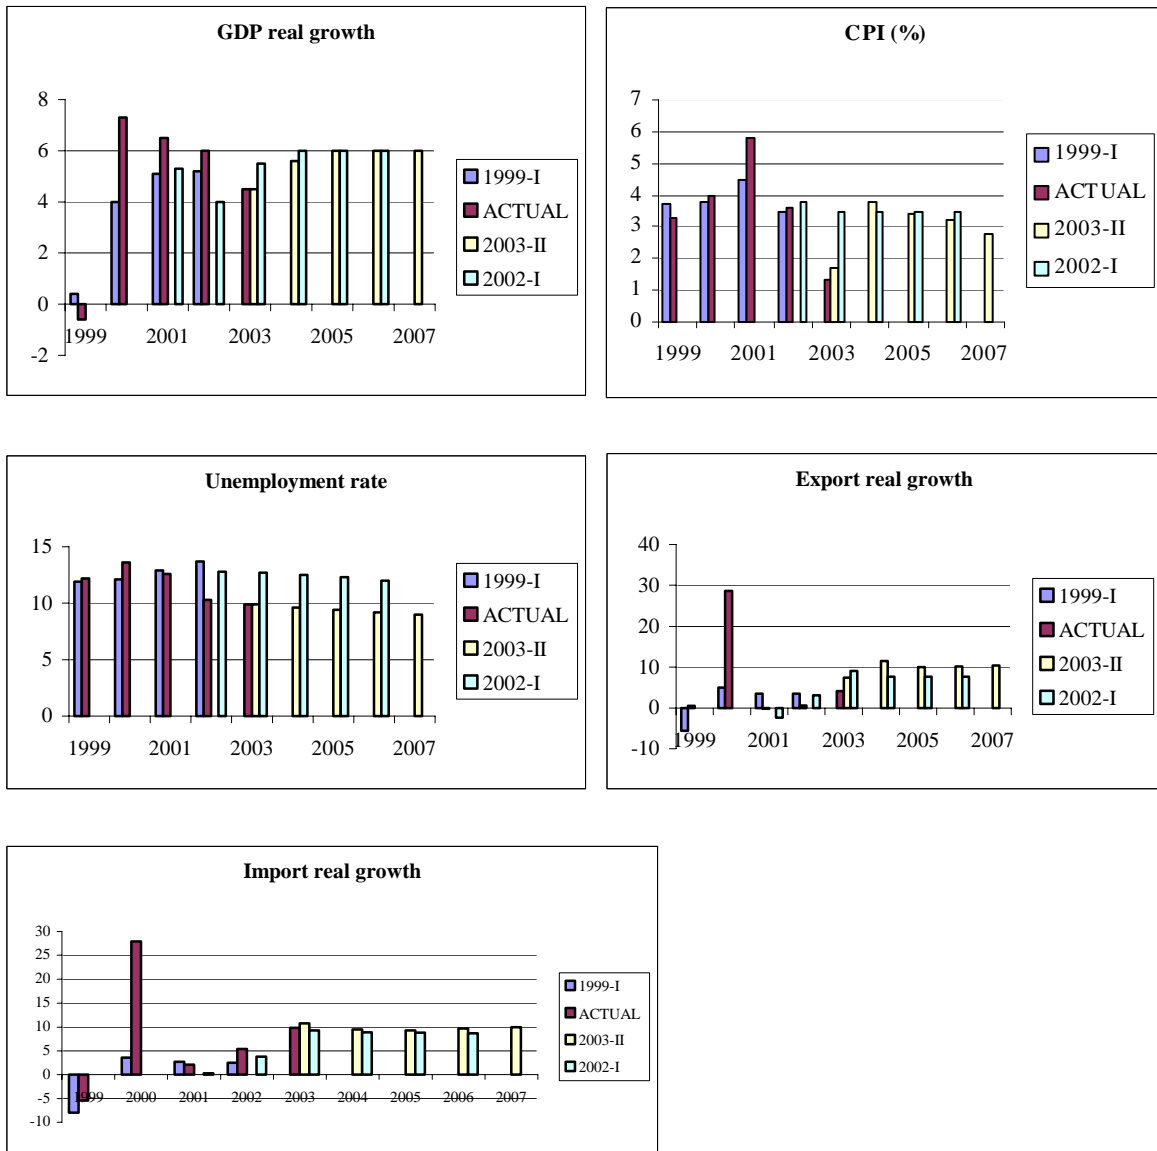 GDP real growth
8
6
4
2
0
-2
1999 2001 2003 2005 2007
1999-I
ACTUAL
2003-II
2002-I
CPI (%)
7
6
5
4
3
2
1
0
1999 2001 2003 2005 2007
1999-I
ACTUAL
2003-II
2002-I
Unemployment rate
15
10
5
0
1999 2001 2003 2005 2007
1999-I
ACTUAL
2003-II
2002-I
Export real growth
40
30
20
10
0
-10
1999 2001 2003 2005 2007
1999-I
ACTUAL
2003-II
2002-I
Import real growth
30
25
20
15
10
5
0
-5
-10
1999 2000 2001 2002 2003 2004 2005 2006 2007
1999-I
ACTUAL
2003-II
2002-I